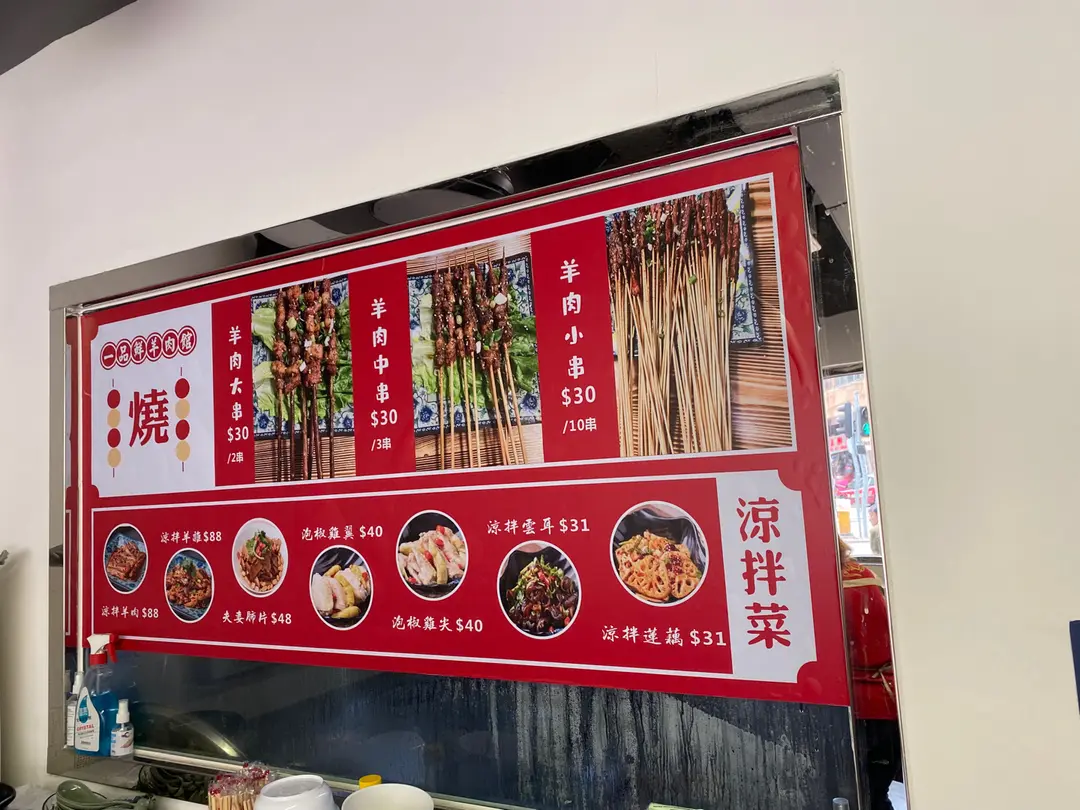 一品鮮羊肉館
燒
羊肉大串
$30
/2串
羊肉中串
$30
/3串
羊肉小串
$30
/10串
涼拌羊雜$88
泡椒雞翼 $40
涼拌雲耳$31
涼拌羊肉 $88
夫妻肺片 $48
泡椒雞尖 $40
涼拌蓮藕 $31
涼拌菜
CRYSTAL